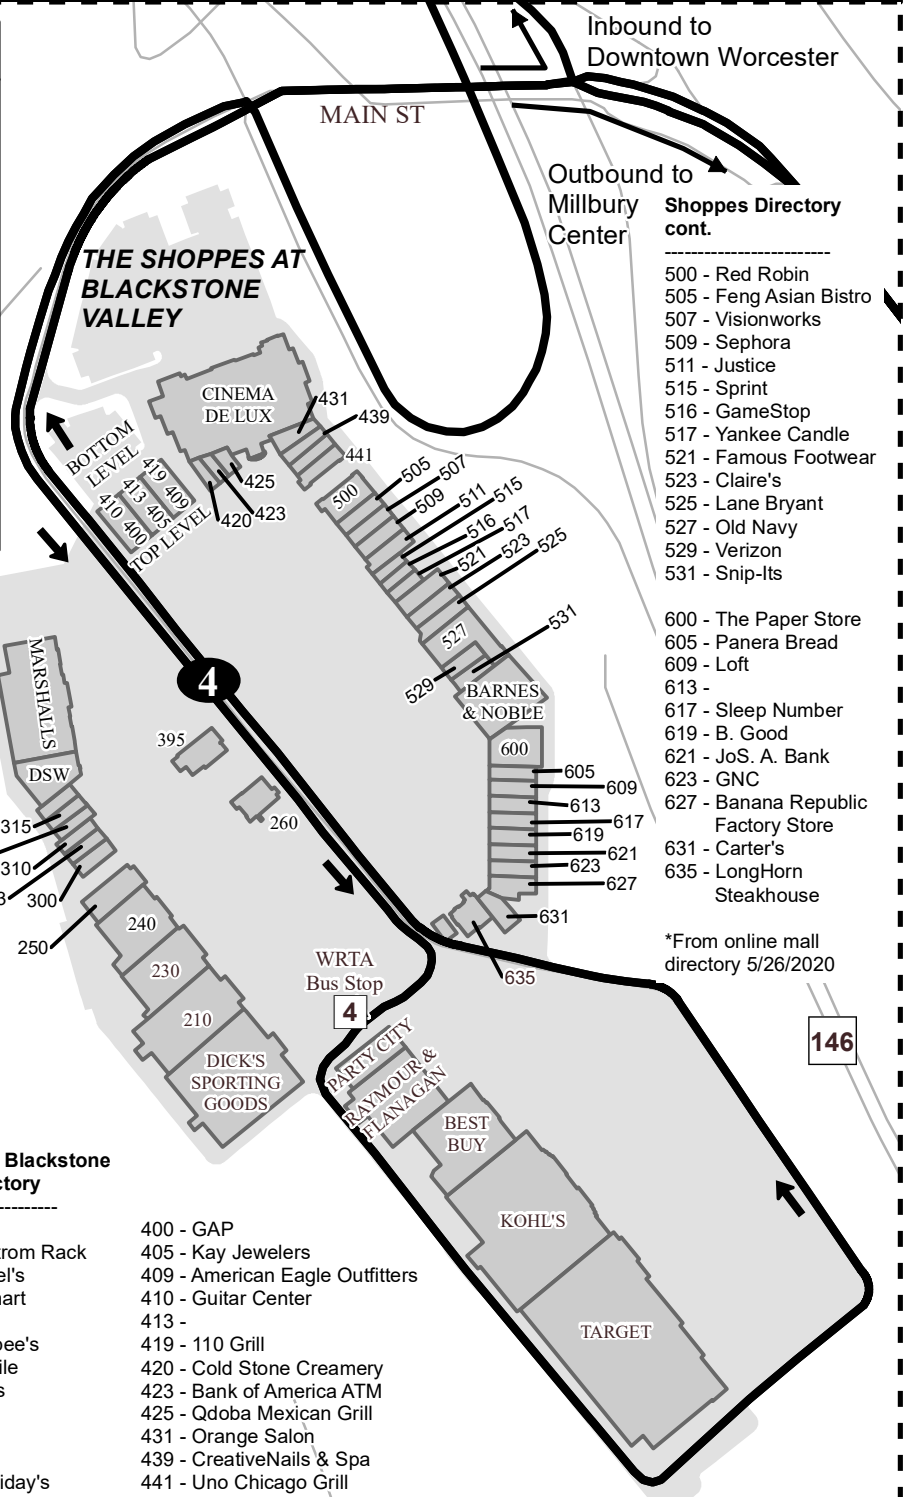 Inbound to
Downtown Worcester
MAIN ST
Outbound to
Millbury
Center
THE SHOPPES AT
BLACKSTONE
VALLEY
Shoppes Directory
cont.
-------------------------
500 - Red Robin
505 - Feng Asian Bistro
507 - Visionworks
509 - Sephora
511 - Justice
515 - Sprint
516 - GameStop
517 - Yankee Candle
521 - Famous Footwear
523 - Claire's
525 - Lane Bryant
527 - Old Navy
529 - Verizon
531 - Snip-Its
600 - The Paper Store
605 - Panera Bread
609 - Loft
613 -
617 - Sleep Number
619 - B. Good
621 - JoS. A. Bank
623 - GNC
627 - Banana Republic
Factory Store
631 - Carter's
635 - LongHorn
Steakhouse
*From online mall
directory 5/26/2020
CINEMA
DE LUX
431
439
441
BOTTOM
LEVEL
419
409
413
405
410
400
TOP LEVEL
425
423
420
500
505
507
509
511
515
516
517
521
523
525
527
531
529
BARNES
& NOBLE
600
605
609
613
617
619
621
623
627
631
635
MARSHALLS
DSW
4
395
260
315
310
300
250
240
230
210
DICK'S
SPORTING
GOODS
WRTA
Bus Stop
4
PARTY CITY
RAYMOUR &
FLANAGAN
BEST
BUY
KOHL'S
TARGET
146
Blackstone
400 - GAP
405 - Kay Jewelers
409 - American Eagle Outfitters
410 - Guitar Center
413 -
419 - 110 Grill
420 - Cold Stone Creamery
423 - Bank of America ATM
425 - Qdoba Mexican Grill
431 - Orange Salon
439 - CreativeNails & Spa
441 - Uno Chicago Grill
Rack